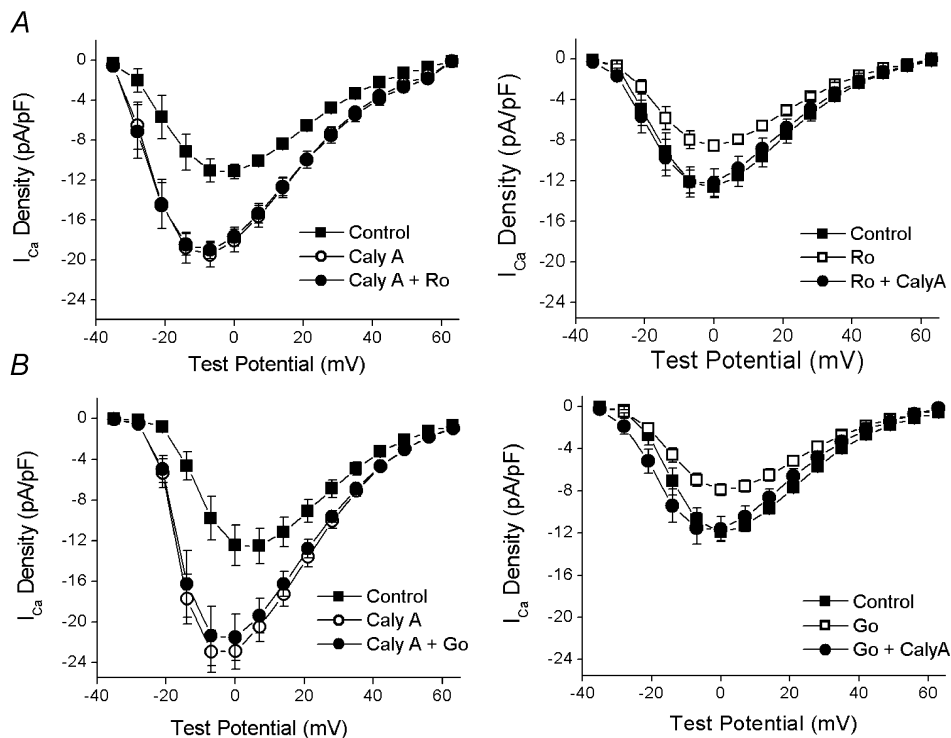 A
0
-4
-8
-12
-16
-20
-24
I Ca Density (pA/pF)
Control
Caly A
Caly A + Ro
-40 -20 0 20 40 60
Test Potential (mV)
0
-4
-8
-12
-16
-20
-24
I Ca Density (pA/pF)
Control
Ro
Ro + CalyA
-40 -20 0 20 40 60
Test Potential (mV)
B
0
-4
-8
-12
-16
-20
-24
I Ca Density (pA/pF)
Control
Caly A
Caly A + Go
-40 -20 0 20 40 60
Test Potential (mV)
0
-4
-8
-12
-16
-20
-24
I Ca Density (pA/pF)
Control
Go
Go + CalyA
-40 -20 0 20 40 60
Test Potential (mV)